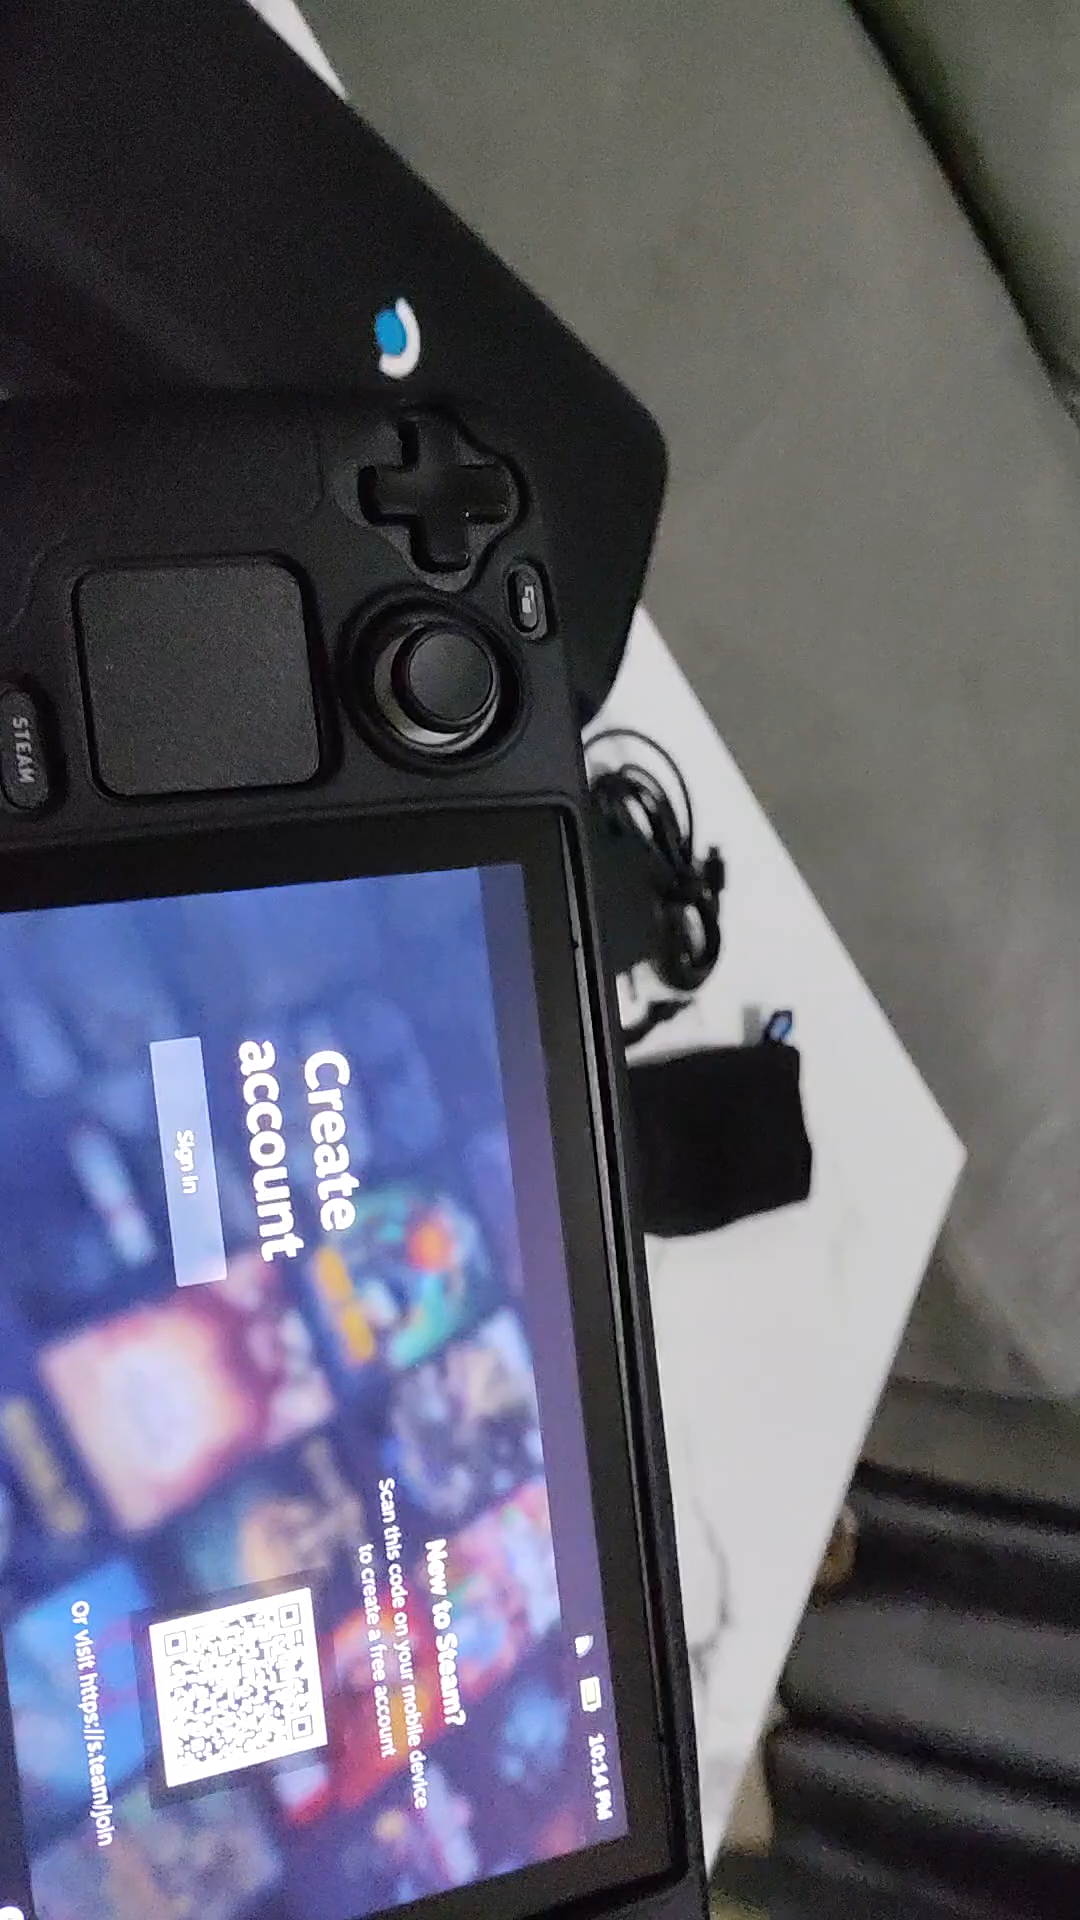 STEAM
10:14 PM
Create
account
Sign In
New to Steam?
Scan this code on your mobile device
to create a free account
Or visit https://s.team/join